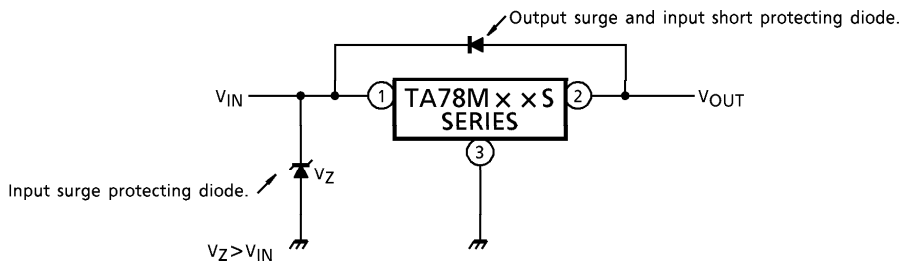 Output surge and input short protecting diode.
VIN
1
TA78M××S
SERIES
2
VOUT
3
VZ
Input surge protecting diode.
VZ>VIN